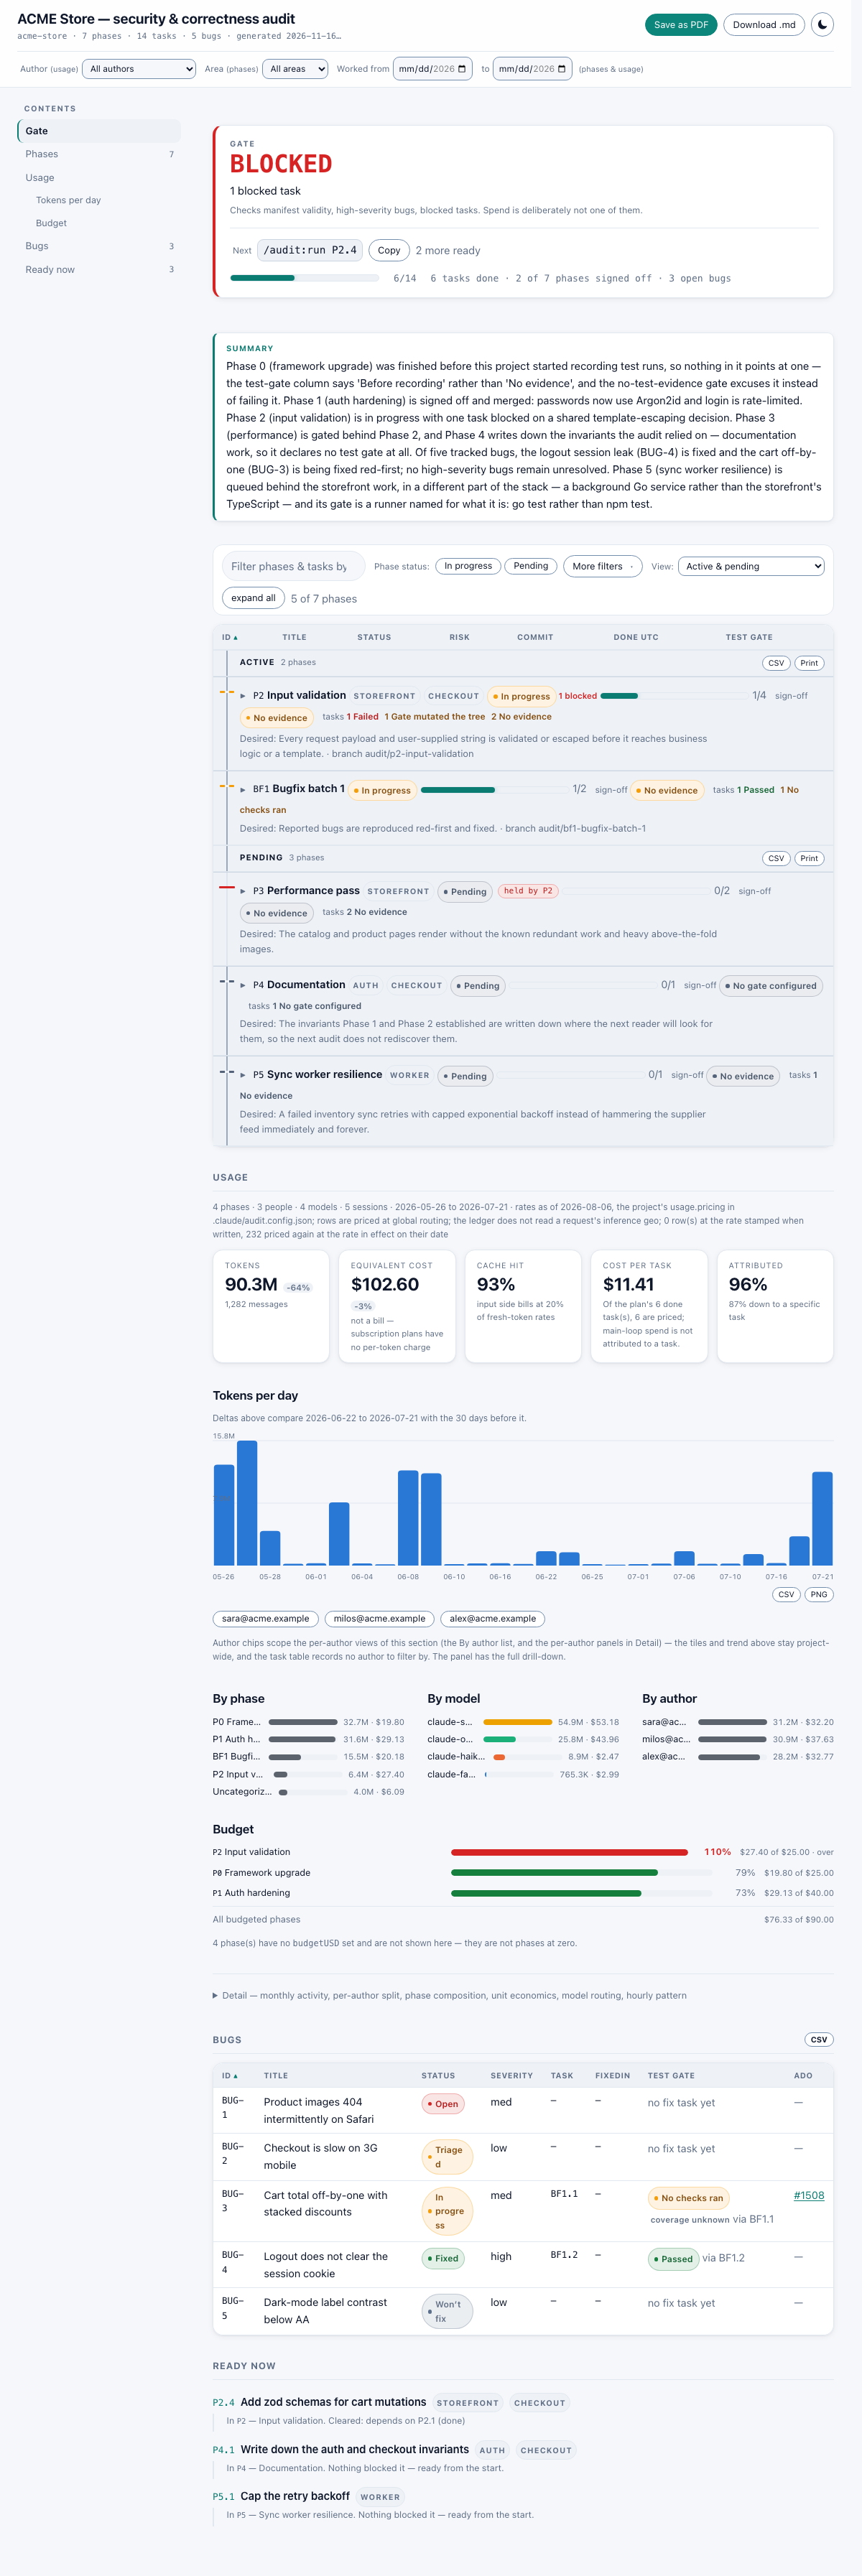 ACME Store — security & correctness audit
acme-store · 7 phases · 14 tasks · 5 bugs · generated 2026-11-16…
Save as PDF
Download .md
Author (usage) All authors
Area (phases) All areas
Worked from mm/dd/2026 to mm/dd/2026 (phases & usage)
CONTENTS
Gate
Phases 7
Usage
Tokens per day
Budget
Bugs 3
Ready now 3
GATE
BLOCKED
1 blocked task
Checks manifest validity, high-severity bugs, blocked tasks. Spend is deliberately not one of them.
Next /audit:run P2.4 Copy 2 more ready
6/14 6 tasks done · 2 of 7 phases signed off · 3 open bugs
SUMMARY
Phase 0 (framework upgrade) was finished before this project started recording test runs, so nothing in it points at one —
the test-gate column says 'Before recording' rather than 'No evidence', and the no-test-evidence gate excuses it instead
of failing it. Phase 1 (auth hardening) is signed off and merged: passwords now use Argon2id and login is rate-limited.
Phase 2 (input validation) is in progress with one task blocked on a shared template-escaping decision. Phase 3
(performance) is gated behind Phase 2, and Phase 4 writes down the invariants the audit relied on — documentation
work, so it declares no test gate at all. Of five tracked bugs, the logout session leak (BUG-4) is fixed and the cart off-by-
one (BUG-3) is being fixed red-first; no high-severity bugs remain unresolved. Phase 5 (sync worker resilience) is
queued behind the storefront work, in a different part of the stack — a background Go service rather than the storefront's
TypeScript — and its gate is a runner named for what it is: go test rather than npm test.
Filter phases & tasks by
Phase status: In progress Pending More filters · View: Active & pending
expand all 5 of 7 phases
ID ▲ TITLE STATUS RISK COMMIT DONE UTC TEST GATE
ACTIVE 2 phases CSV Print
▸ P2 Input validation STOREFRONT CHECKOUT In progress 1 blocked 1/4 sign-off
No evidence tasks 1 Failed 1 Gate mutated the tree 2 No evidence
Desired: Every request payload and user-supplied string is validated or escaped before it reaches business
logic or a template. · branch audit/p2-input-validation
▸ BF1 Bugfix batch 1 In progress 1/2 sign-off No evidence tasks 1 Passed 1 No
checks ran
Desired: Reported bugs are reproduced red-first and fixed. · branch audit/bf1-bugfix-batch-1
PENDING 3 phases CSV Print
▸ P3 Performance pass STOREFRONT Pending held by P2 0/2 sign-off
No evidence tasks 2 No evidence
Desired: The catalog and product pages render without the known redundant work and heavy above-the-fold
images.
▸ P4 Documentation AUTH CHECKOUT Pending 0/1 sign-off No gate configured
tasks 1 No gate configured
Desired: The invariants Phase 1 and Phase 2 established are written down where the next reader will look for
them, so the next audit does not rediscover them.
▸ P5 Sync worker resilience WORKER Pending 0/1 sign-off No evidence tasks 1
No evidence
Desired: A failed inventory sync retries with capped exponential backoff instead of hammering the supplier
feed immediately and forever.
USAGE
4 phases · 3 people · 4 models · 5 sessions · 2026-05-26 to 2026-07-21 · rates as of 2026-08-06, the project's usage.pricing in
.claude/audit.config.json; rows are priced at global routing; the ledger does not read a request's inference geo; 0 row(s) at the rate stamped when
written, 232 priced again at the rate in effect on their date
TOKENS
90.3M -64%
1,282 messages
EQUIVALENT COST
$102.60
-3%
not a bill —
subscription plans have
no per-token charge
CACHE HIT
93%
input side bills at 20%
of fresh-token rates
COST PER TASK
$11.41
Of the plan's 6 done
task(s), 6 are priced;
main-loop spend is not
attributed to a task.
ATTRIBUTED
96%
87% down to a specific
task
Tokens per day
Deltas above compare 2026-06-22 to 2026-07-21 with the 30 days before it.
15.8M
05-26 05-28 06-01 06-04 06-08 06-10 06-16 06-22 06-25 07-01 07-06 07-10 07-16 07-21
CSV PNG
sara@acme.example milos@acme.example alex@acme.example
Author chips scope the per-author views of this section (the By author list, and the per-author panels in Detail) — the tiles and trend above stay project-
wide, and the task table records no author to filter by. The panel has the full drill-down.
By phase
P0 Frame… 32.7M · $19.80
P1 Auth h… 31.6M · $29.13
BF1 Bugfi… 15.5M · $20.18
P2 Input v… 6.4M · $27.40
Uncategoriz… 4.0M · $6.09
By model
claude-s… 54.9M · $53.18
claude-o… 25.8M · $43.96
claude-haik… 8.9M · $2.47
claude-fa… 765.3K · $2.99
By author
sara@ac… 31.2M · $32.20
milos@ac… 30.9M · $37.63
alex@ac… 28.2M · $32.77
Budget
P2 Input validation 110% $27.40 of $25.00 · over
P0 Framework upgrade 79% $19.80 of $25.00
P1 Auth hardening 73% $29.13 of $40.00
All budgeted phases $76.33 of $90.00
4 phase(s) have no budgetUSD set and are not shown here — they are not phases at zero.
▸ Detail — monthly activity, per-author split, phase composition, unit economics, model routing, hourly pattern
BUGS CSV
ID ▲ TITLE STATUS SEVERITY TASK FIXEDIN TEST GATE ADO
BUG-1 Product images 404 intermittently on Safari Open med — — no fix task yet —
BUG-2 Checkout is slow on 3G mobile Triaged low — — no fix task yet —
BUG-3 Cart total off-by-one with stacked discounts In progress med BF1.1 — No checks ran coverage unknown via BF1.1 #1508
BUG-4 Logout does not clear the session cookie Fixed high BF1.2 — Passed via BF1.2 —
BUG-5 Dark-mode label contrast below AA Won't fix low — — no fix task yet —
READY NOW
P2.4 Add zod schemas for cart mutations STOREFRONT CHECKOUT
In P2 — Input validation. Cleared: depends on P2.1 (done)
P4.1 Write down the auth and checkout invariants AUTH CHECKOUT
In P4 — Documentation. Nothing blocked it — ready from the start.
P5.1 Cap the retry backoff WORKER
In P5 — Sync worker resilience. Nothing blocked it — ready from the start.